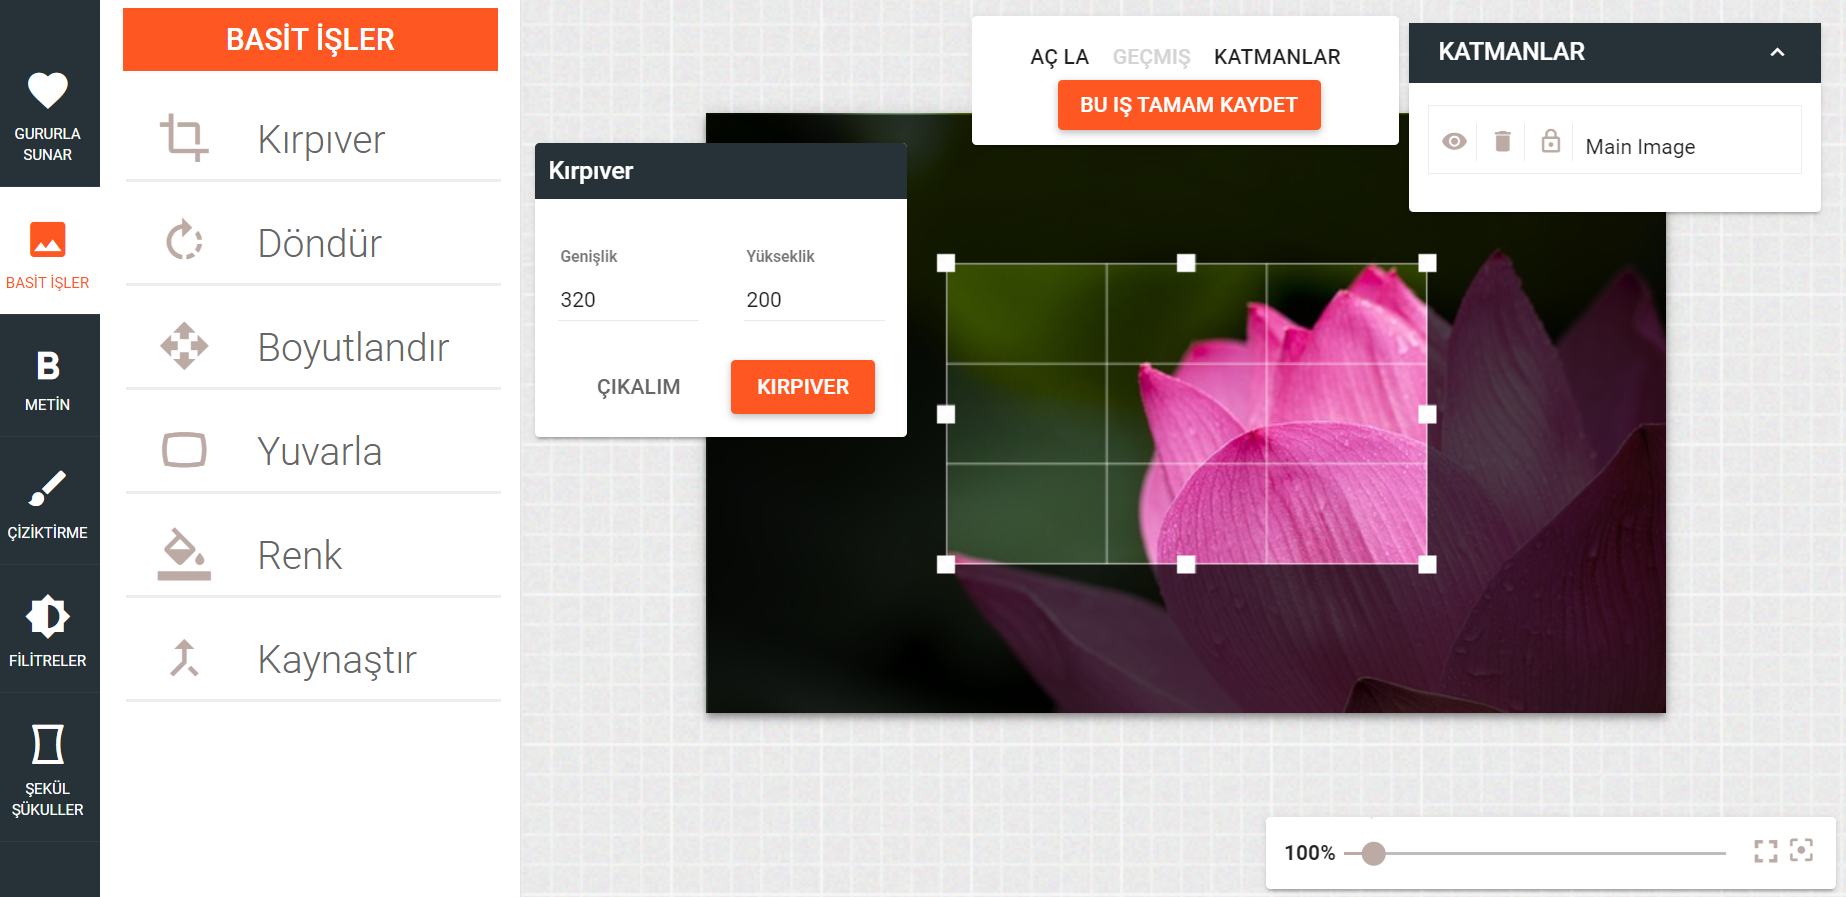 GURURLA
SUNAR
BASİT İŞLER
METİN
ÇİZİKTİRME
FİLİTRELER
ŞEKÜL
ŞÜKULLER
BASİT İŞLER
Kırpıver
Döndür
Boyutlandır
Yuvarla
Renk
Kaynaştır
Kırpıver
Genişlik Yükseklik
320 200
ÇIKALIM KIRPIVER
AÇ LA GEÇMIŞ KATMANLAR
BU IŞ TAMAM KAYDET
KATMANLAR
Main Image
100%